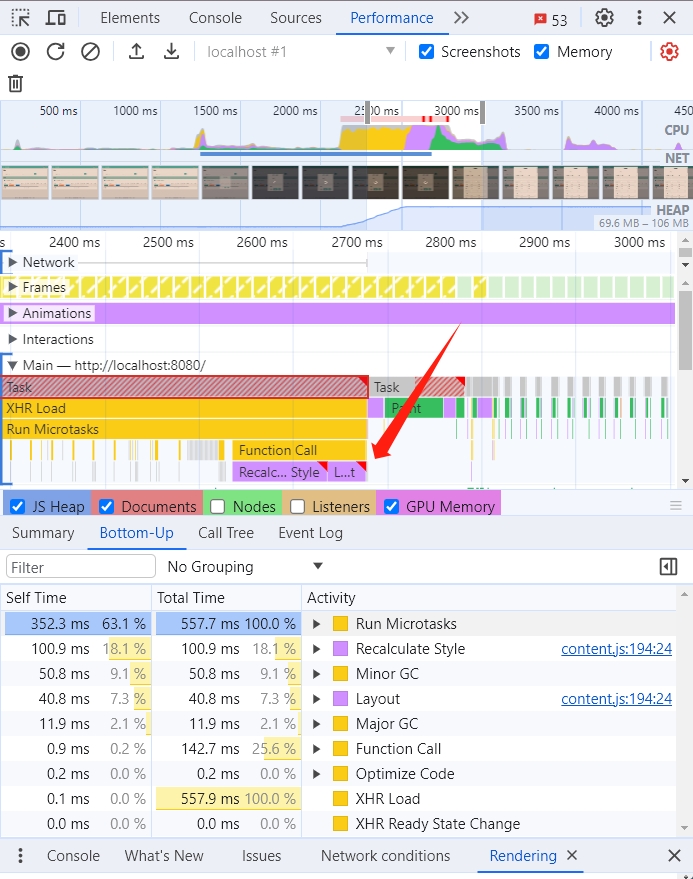 Elements Console Sources Performance 53
localhost #1 Screenshots Memory
500 ms 1000 ms 1500 ms 2000 ms 2500 ms 3000 ms 3500 ms 4000 ms 450
CPU
NET
HEAP
69.6 MB – 106 MB
s 2400 ms 2500 ms 2600 ms 2700 ms 2800 ms 2900 ms 3000 ms
Network
Frames
Animations
Interactions
Main — http://localhost:8080/
Task Task
XHR Load Paint
Run Microtasks
Function Call
Recalc... Style L...t
JS Heap Documents Nodes Listeners GPU Memory
Summary Bottom-Up Call Tree Event Log
Filter No Grouping
Self Time Total Time Activity
352.3 ms 63.1 % 557.7 ms 100.0 % Run Microtasks
100.9 ms 18.1 % 100.9 ms 18.1 % Recalculate Style content.js:194:24
50.8 ms 9.1 % 50.8 ms 9.1 % Minor GC
40.8 ms 7.3 % 40.8 ms 7.3 % Layout content.js:194:24
11.9 ms 2.1 % 11.9 ms 2.1 % Major GC
0.9 ms 0.2 % 142.7 ms 25.6 % Function Call
0.2 ms 0.0 % 0.2 ms 0.0 % Optimize Code
0.1 ms 0.0 % 557.9 ms 100.0 % XHR Load
0.0 ms 0.0 % 0.0 ms 0.0 % XHR Ready State Change
Console What's New Issues Network conditions Rendering